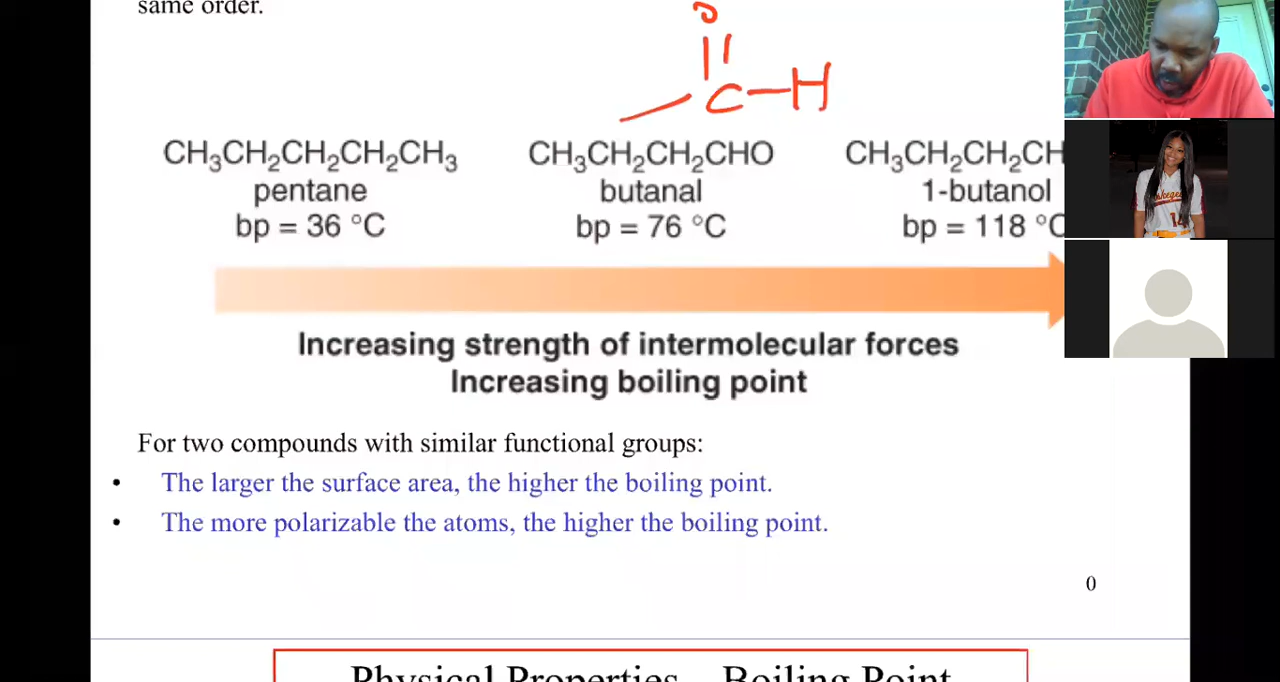 same order.
O
C–H
CH₃CH₂CH₂CH₂CH₃ CH₃CH₂CH₂CHO CH₃CH₂CH₂CH
pentane butanal 1-butanol
bp = 36 °C bp = 76 °C bp = 118 °C
Increasing strength of intermolecular forces
Increasing boiling point
For two compounds with similar functional groups:
• The larger the surface area, the higher the boiling point.
• The more polarizable the atoms, the higher the boiling point.
0
Physical Properties – Boiling Point